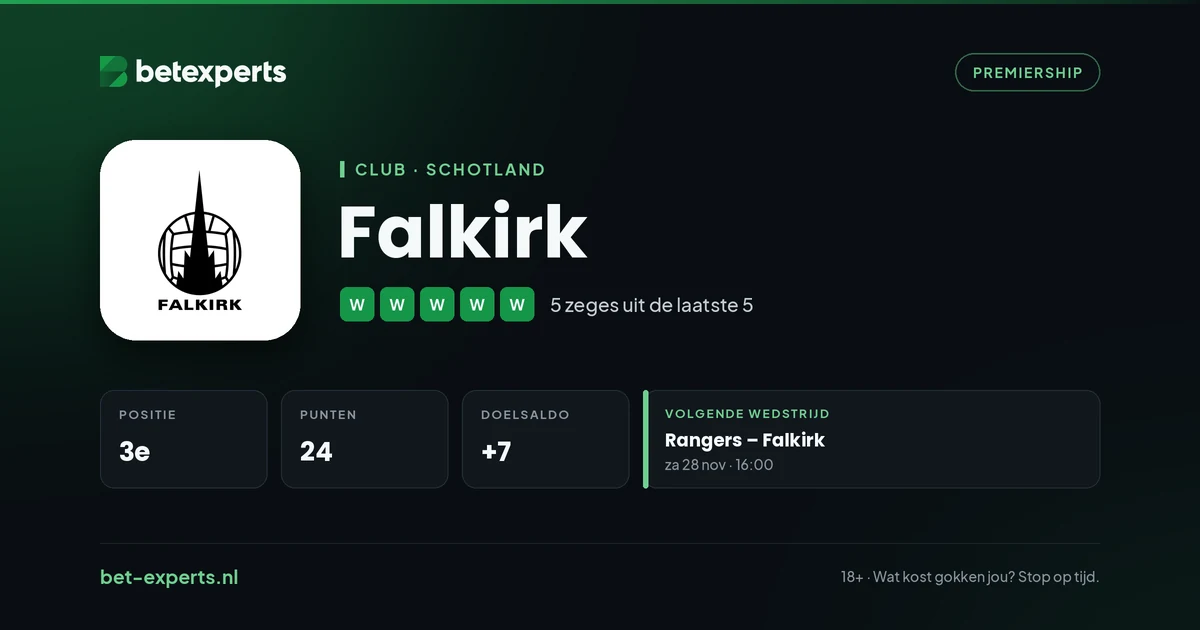 betexperts
PREMIERSHIP
CLUB · SCHOTLAND
Falkirk
FALKIRK
W W W W W 5 zeges uit de laatste 5
POSITIE
3e
PUNTEN
24
DOELSALDO
+7
VOLGENDE WEDSTRIJD
Rangers – Falkirk
za 28 nov · 16:00
bet-experts.nl
18+ · Wat kost gokken jou? Stop op tijd.